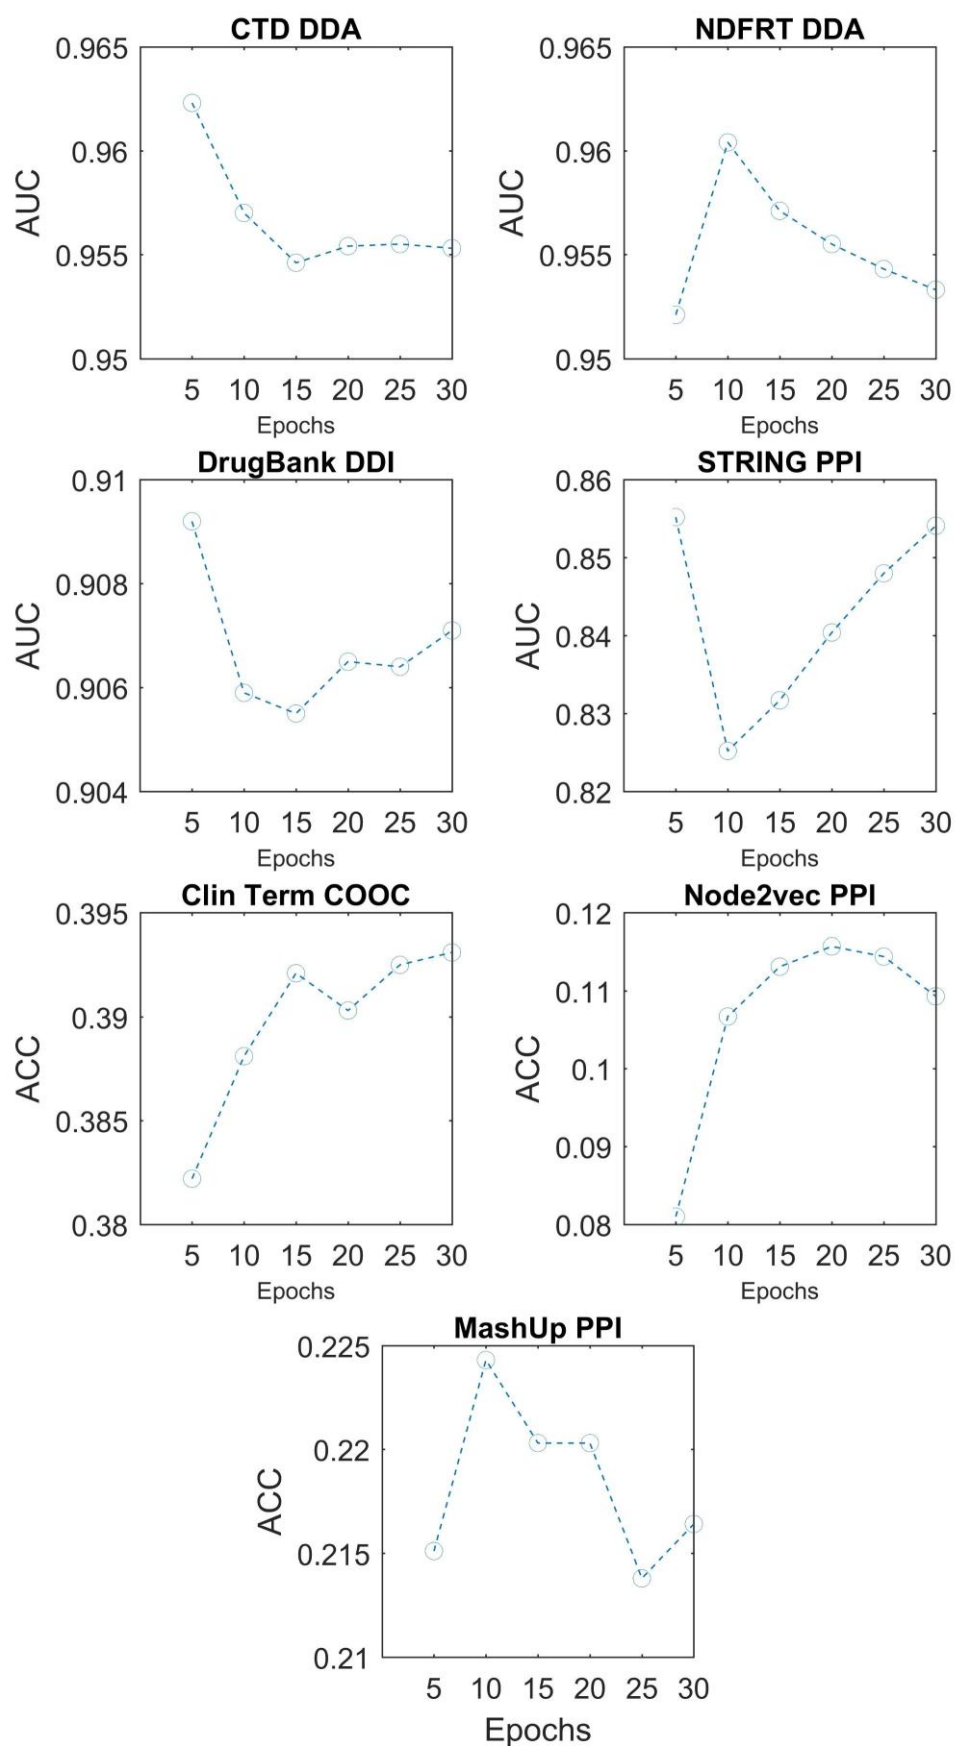 CTD DDA
0.965
0.96
0.955
0.95
AUC
5 10 15 20 25 30
Epochs
NDFRT DDA
0.965
0.96
0.955
0.95
AUC
5 10 15 20 25 30
Epochs
DrugBank DDI
0.91
0.908
0.906
0.904
AUC
5 10 15 20 25 30
Epochs
STRING PPI
0.86
0.85
0.84
0.83
0.82
AUC
5 10 15 20 25 30
Epochs
Clin Term COOC
0.395
0.39
0.385
0.38
ACC
5 10 15 20 25 30
Epochs
Node2vec PPI
0.12
0.11
0.1
0.09
0.08
ACC
5 10 15 20 25 30
Epochs
MashUp PPI
0.225
0.22
0.215
0.21
ACC
5 10 15 20 25 30
Epochs